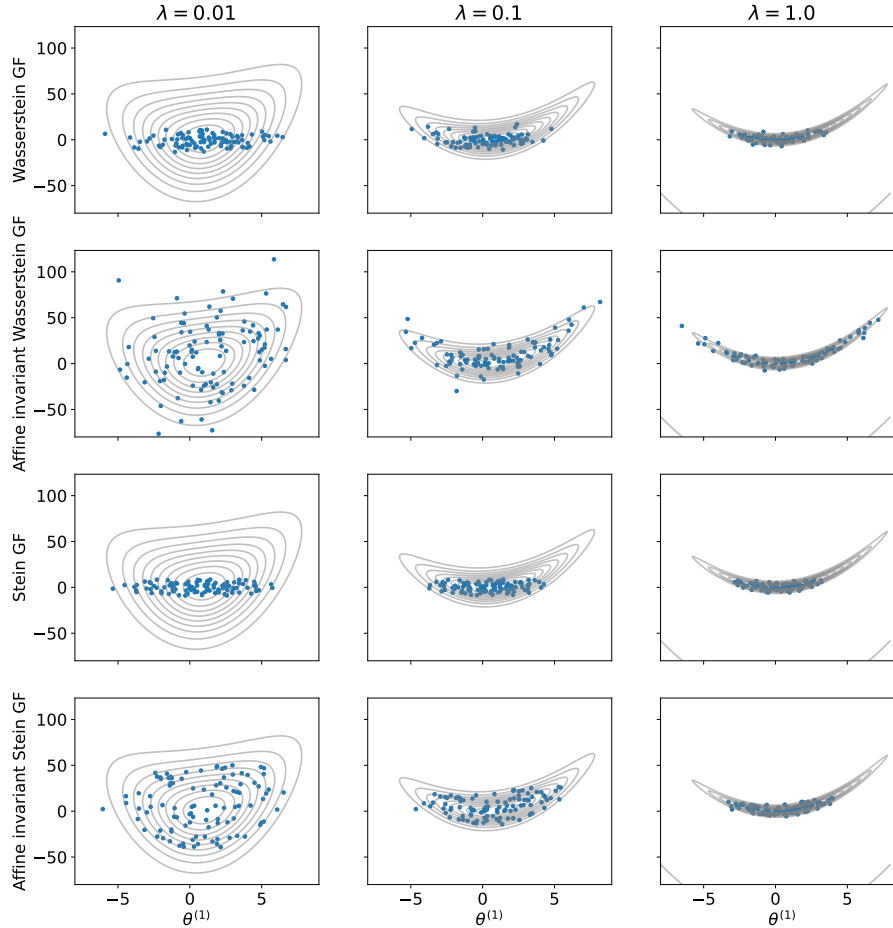 λ = 0.01
λ = 0.1
λ = 1.0
Wasserstein GF
100
50
0
−50
Affine invariant Wasserstein GF
100
50
0
−50
Stein GF
100
50
0
−50
Affine invariant Stein GF
100
50
0
−50
−5 0 5
−5 0 5
−5 0 5
θ⁽¹⁾
θ⁽¹⁾
θ⁽¹⁾